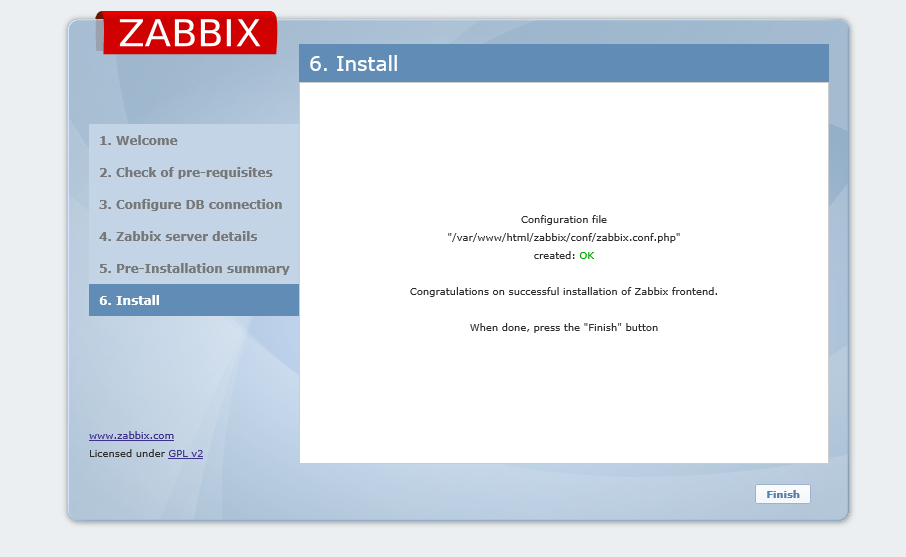 ZABBIX
6. Install
1. Welcome
2. Check of pre-requisites
3. Configure DB connection
4. Zabbix server details
5. Pre-Installation summary
6. Install
Configuration file
"/var/www/html/zabbix/conf/zabbix.conf.php"
created: OK
Congratulations on successful installation of Zabbix frontend.
When done, press the "Finish" button
www.zabbix.com
Licensed under GPL v2
Finish